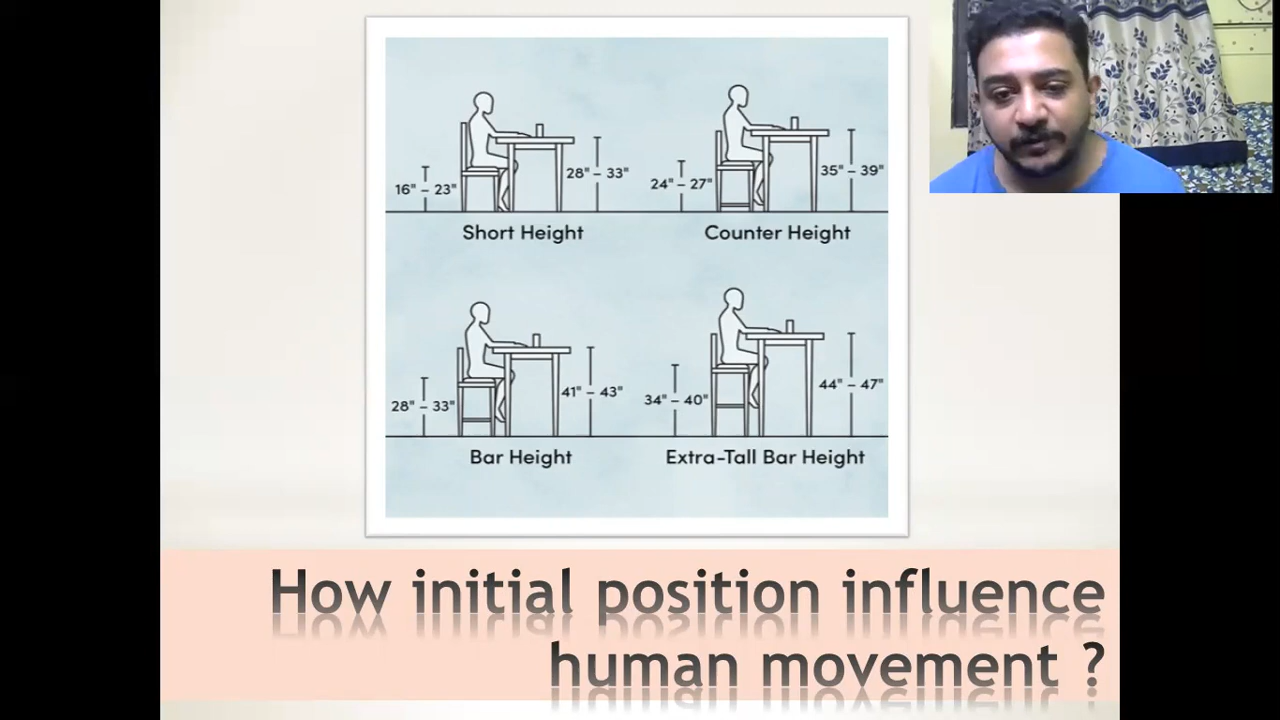 16" – 23"
28" – 33"
24" – 27"
35" – 39"
Short Height
Counter Height
28" – 33"
41" – 43"
34" – 40"
44" – 47"
Bar Height
Extra-Tall Bar Height
How initial position influence
human movement ?